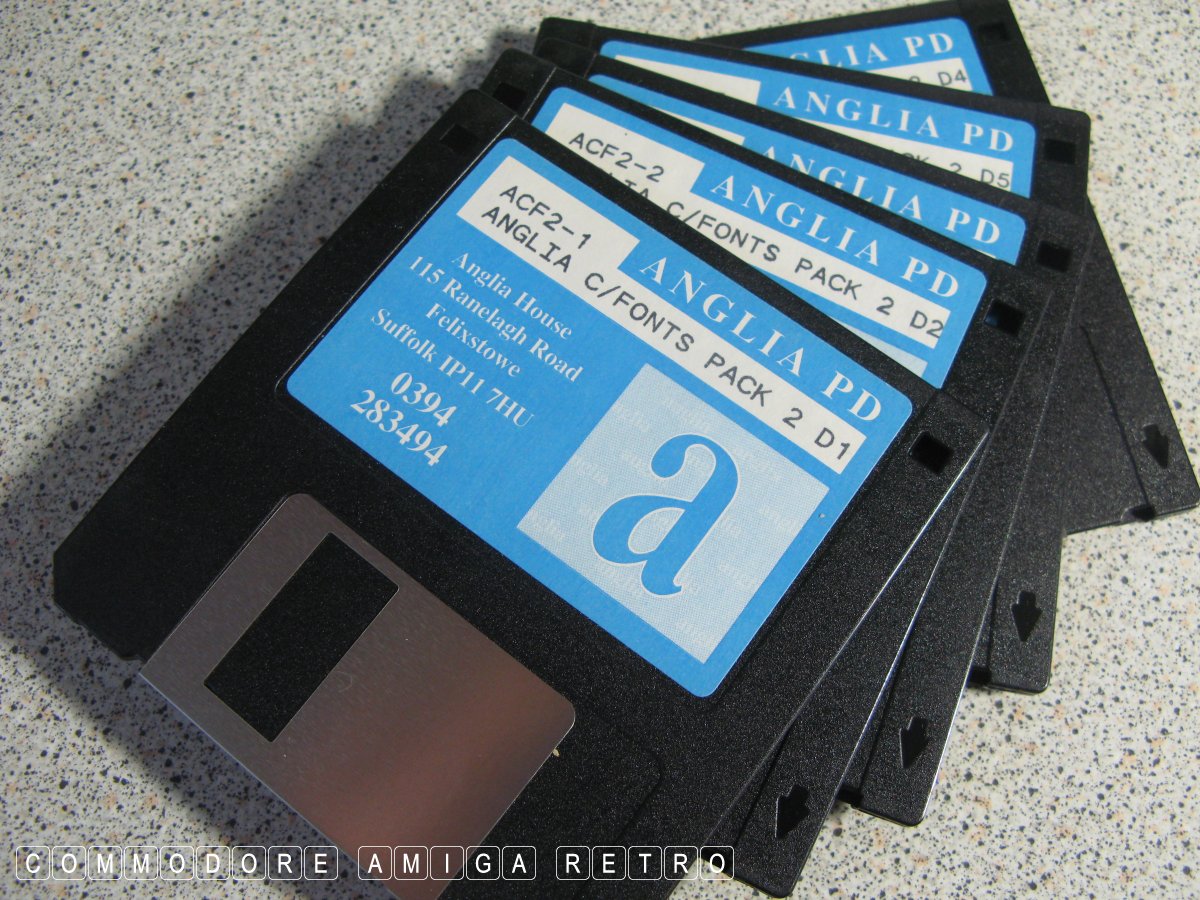 ANGLIA PD
ACF2-1
ANGLIA C/FONTS PACK 2 D1
Anglia House
115 Ranelagh Road
Felixstowe
Suffolk IP11 7HU
0394
283494
a
ANGLIA PD
ACF2-2
C/FONTS PACK 2 D2
ANGLIA PD
ANGLIA PD
2 D5
ANGLIA PD
2 D4
COMMODORE AMIGA RETRO